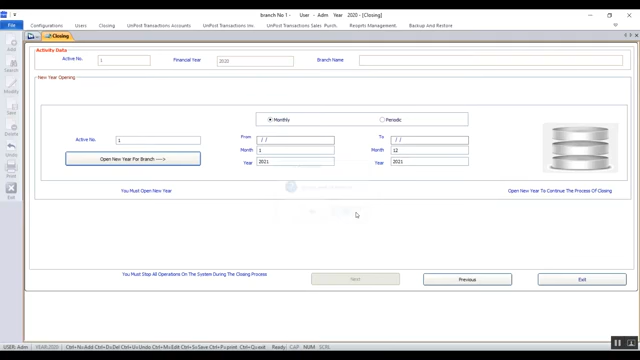 branch No 1 - User - Adm Year 2020 - [Closing]
File Configurations Users Closing UnPost Transactions Accounts UnPost Transactions Sales Purch. Reoprts Management. Backup And Restore
Closing
Add
Search
Modify
Save
Delete
Undo
Print
Exit
Activity Data
Active No. 1 Financial Year 2020 Branch Name
New Year Opening
Monthly Periodic
From To
Active No. 1 / / / /
Month 1 Month 12
Open New Year For Branch --->
Year 2021 Year 2021
You Must Open New Year Open New Year To Continue The Process Of Closing
You Must Stop All Operations On The System During The Closing Process
Next Previous Exit
USER: Adm YEAR:2020 Ctrl+N=Add Ctrl+D=Del Ctrl+U=Undo Ctrl+M=Edit Ctrl+S=Save Ctrl+F=print Ctrl+Q=exit CAP NUM SCRL